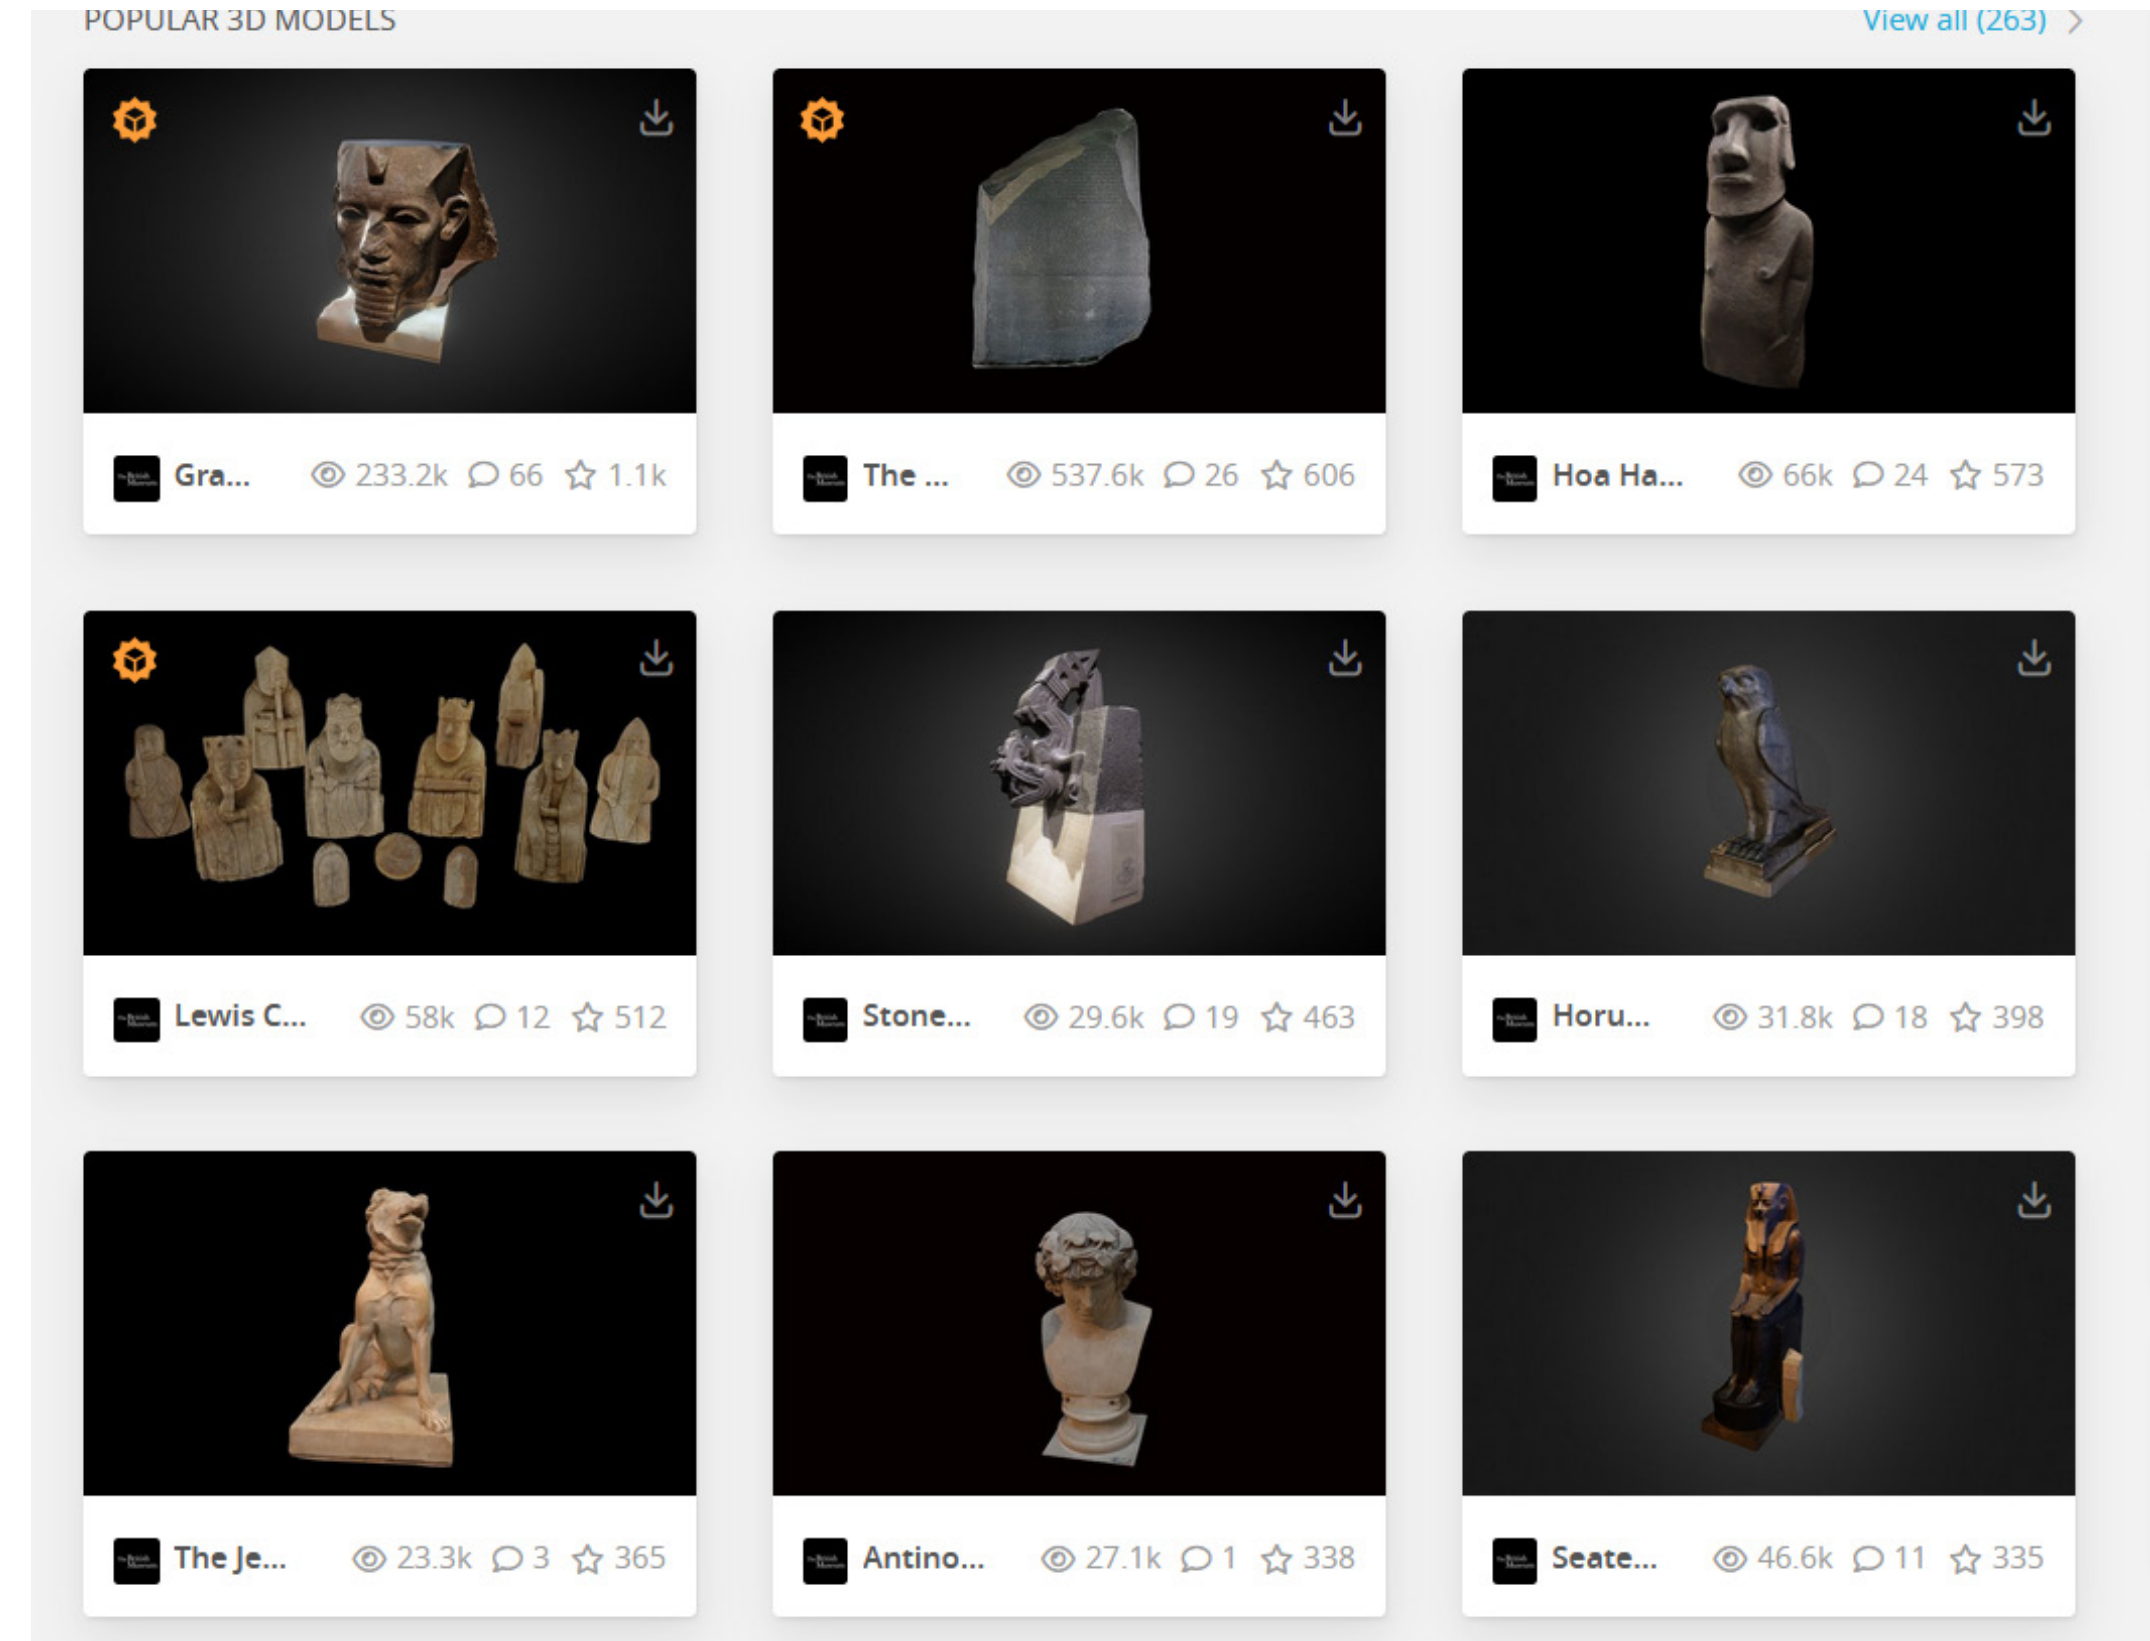 POPULAR 3D MODELS
View all (263)
Gra... 233.2k 66 1.1k
The ... 537.6k 26 606
Hoa Ha... 66k 24 573
Lewis C... 58k 12 512
Stone... 29.6k 19 463
Horu... 31.8k 18 398
The Je... 23.3k 3 365
Antino... 27.1k 1 338
Seate... 46.6k 11 335